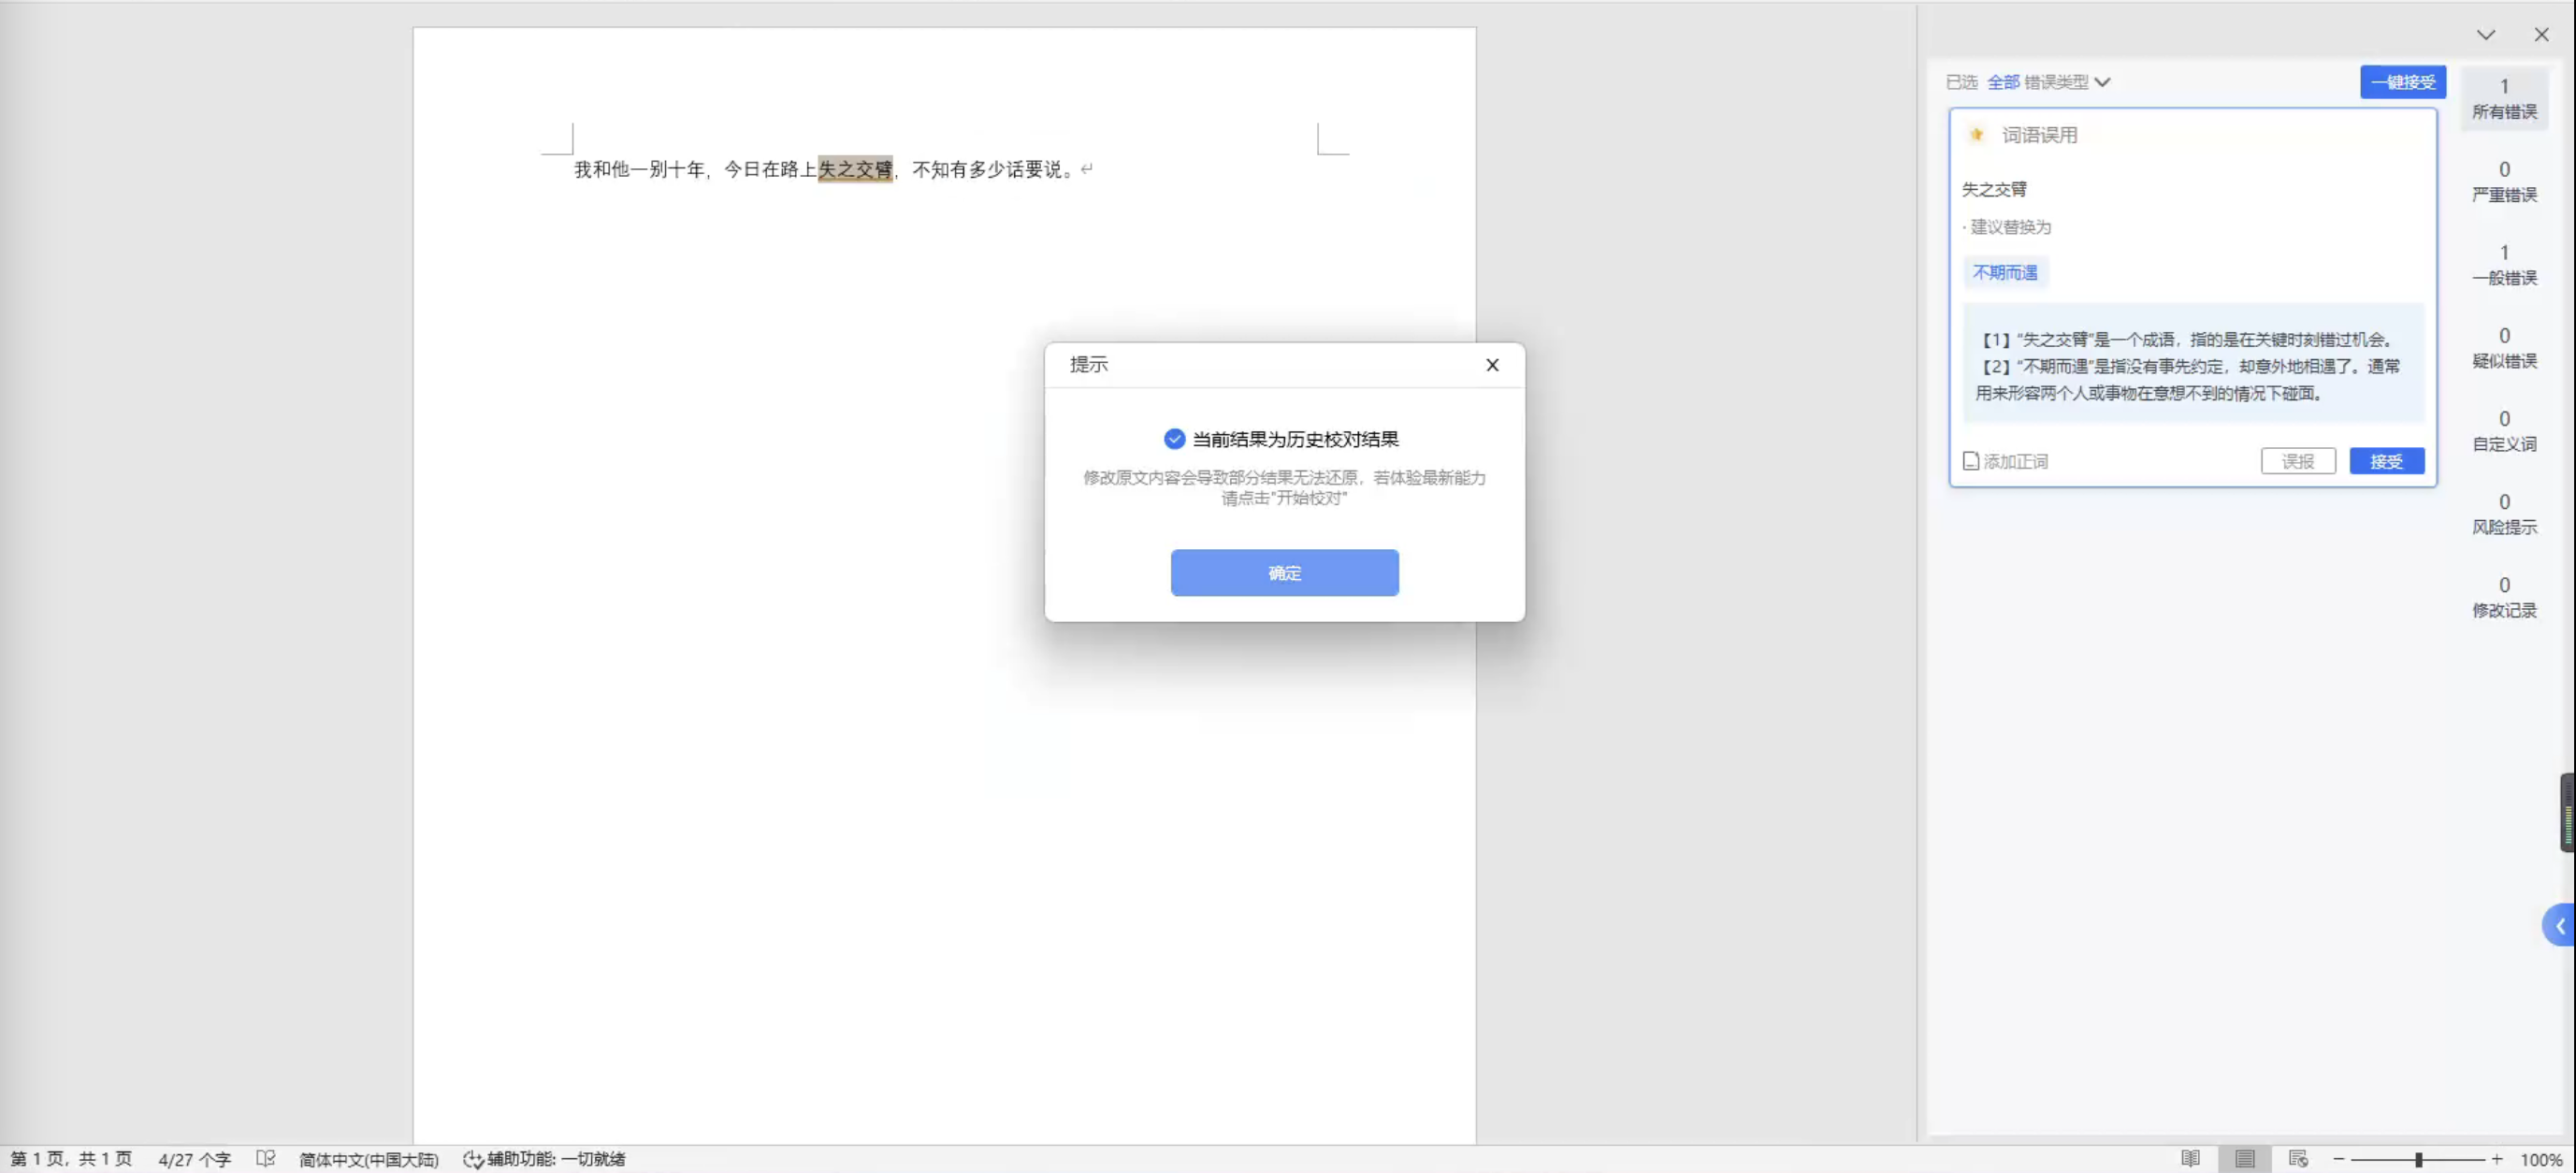 我和他一别十年，今日在路上失之交臂，不知有多少话要说。
提示
当前结果为历史校对结果
修改原文内容会导致部分结果无法还原，若体验最新能力
请点击"开始校对"
确定
已选 全部 错误类型
一键接受
词语误用
失之交臂
· 建议替换为
不期而遇
【1】“失之交臂”是一个成语，指的是在关键时刻错过机会。
【2】“不期而遇”是指没有事先约定，却意外地相遇了。通常
用来形容两个人或事物在意想不到的情况下碰面。
添加正词
误报
接受
1
所有错误
0
严重错误
1
一般错误
0
疑似错误
0
自定义词
0
风险提示
0
修改记录
第 1 页，共 1 页 4/27 个字 简体中文(中国大陆) 辅助功能: 一切就绪
100%